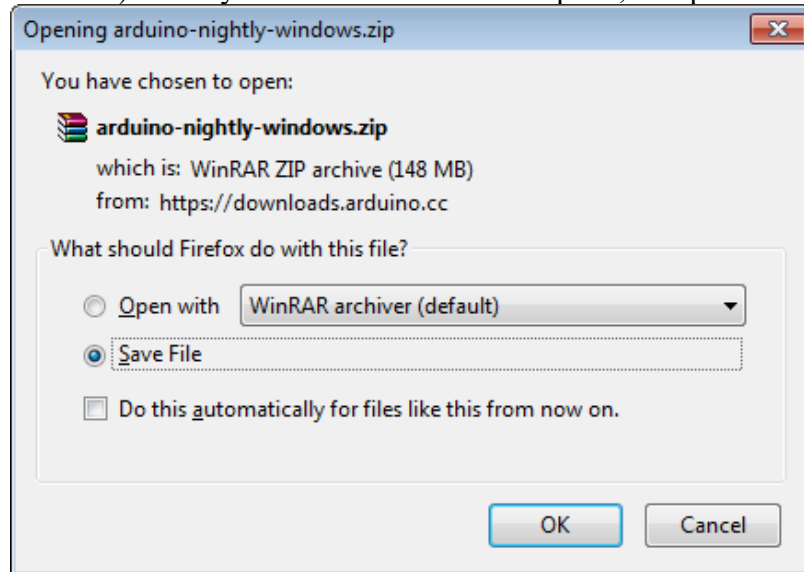 Opening arduino-nightly-windows.zip
You have chosen to open:
arduino-nightly-windows.zip
which is: WinRAR ZIP archive (148 MB)
from: https://downloads.arduino.cc
What should Firefox do with this file?
Open with WinRAR archiver (default)
Save File
Do this automatically for files like this from now on.
OK Cancel